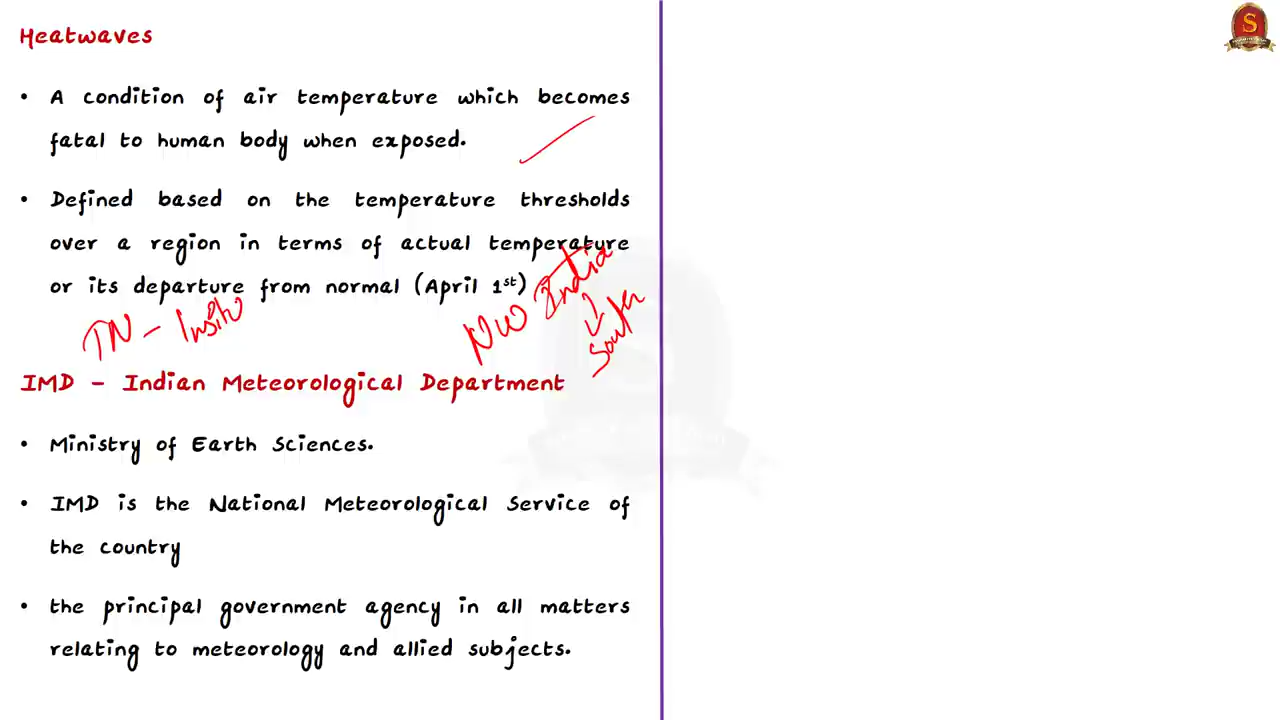 Heatwaves
• A condition of air temperature which becomes
fatal to human body when exposed.
• Defined based on the temperature thresholds
over a region in terms of actual temperature
or its departure from normal (April 1st)
TN - Insitu
NW India
↓
South
IMD - Indian Meteorological Department
• Ministry of Earth Sciences.
• IMD is the National Meteorological Service of
the country
• the principal government agency in all matters
relating to meteorology and allied subjects.
S